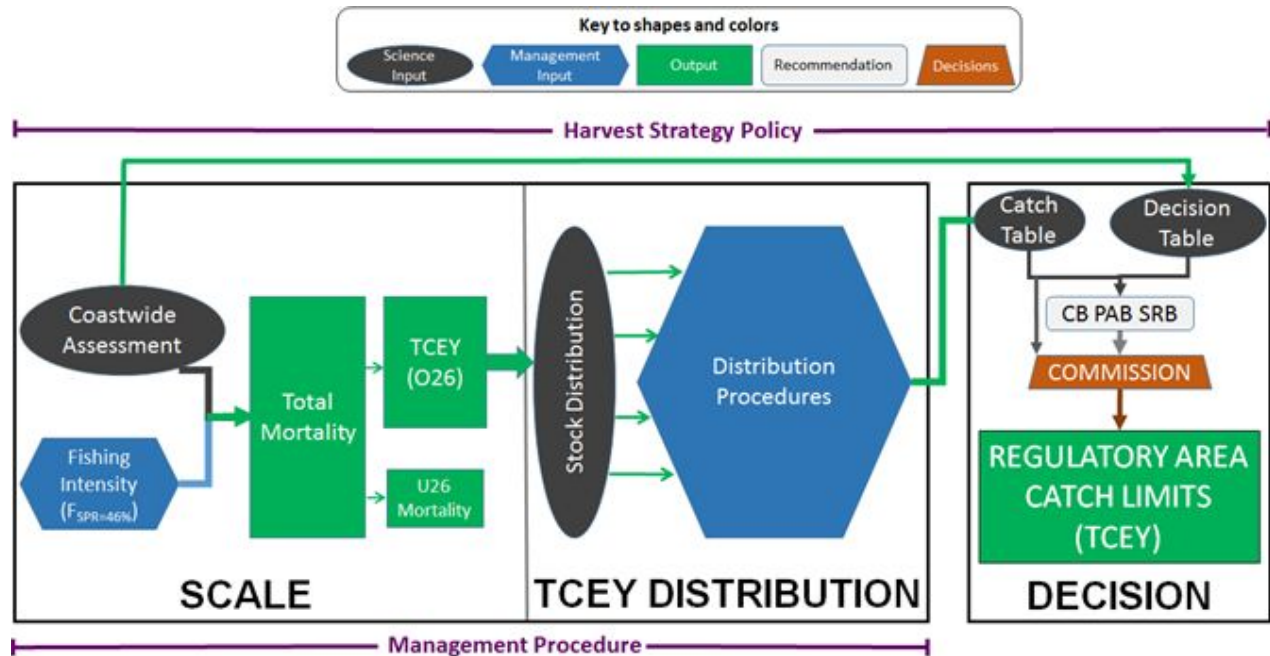 Key to shapes and colors
Science
Input
Management
Input
Output
Recommendation
Decisions
Harvest Strategy Policy
Coastwide
Assessment
Fishing
Intensity
(FSPR=46%)
Total
Mortality
TCEY
(O26)
U26
Mortality
SCALE
Stock Distribution
Distribution
Procedures
TCEY DISTRIBUTION
Catch
Table
Decision
Table
CB PAB SRB
COMMISSION
REGULATORY AREA
CATCH LIMITS
(TCEY)
DECISION
Management Procedure